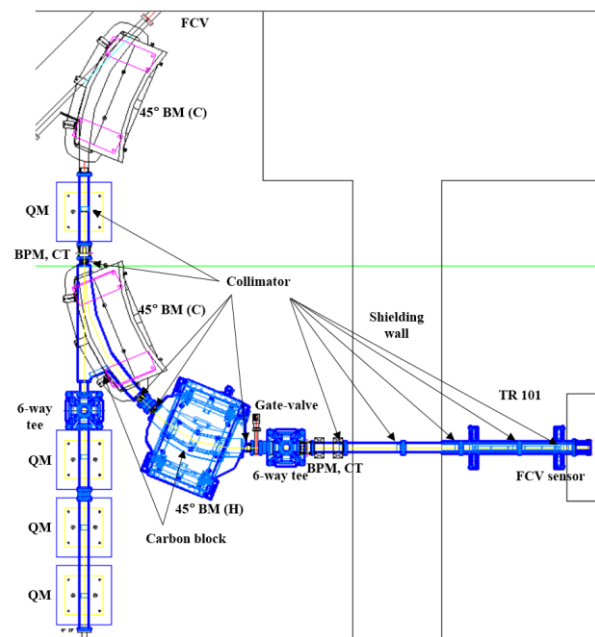 FCV
45° BM (C)
QM
BPM, CT
Collimator
45° BM (C)
Shielding
wall
TR 101
6-way
tee
Gate-valve
QM
6-way tee
BPM, CT
FCV sensor
45° BM (H)
Carbon block
QM
QM